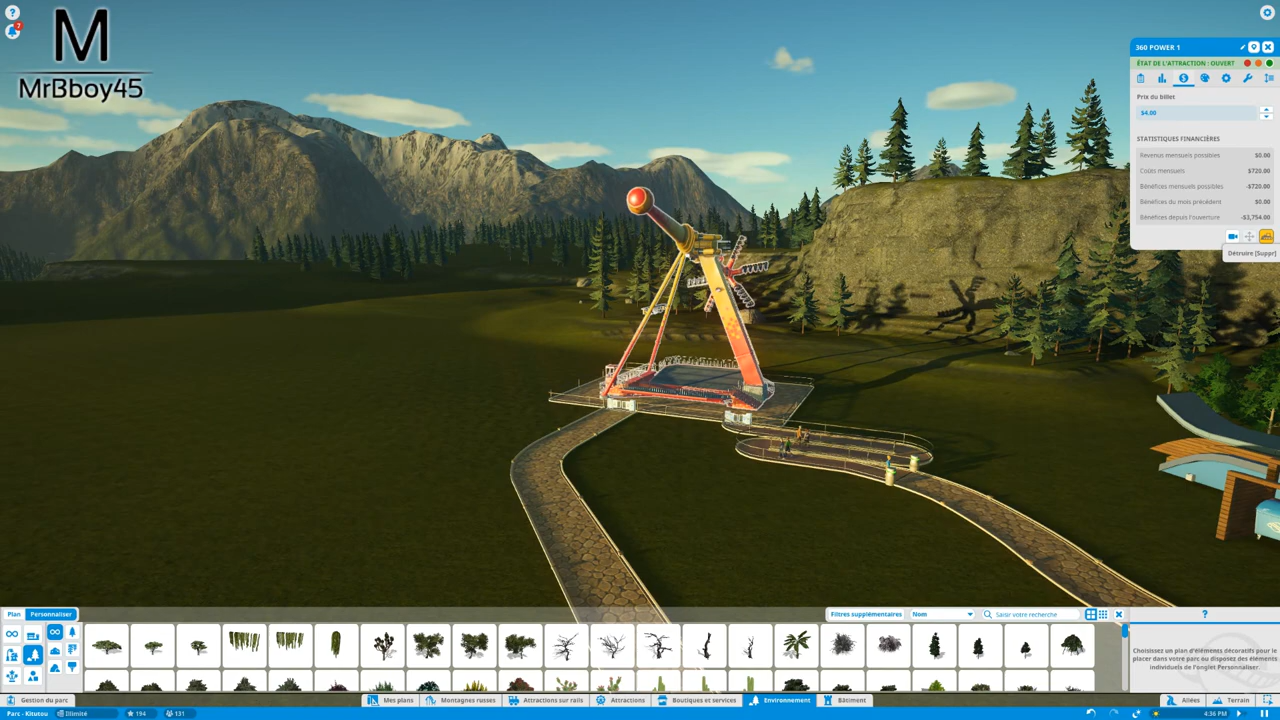 ?
7
M
MrBboy45
360 POWER 1
ÉTAT DE L'ATTRACTION : OUVERT
Prix du billet
$4.00
STATISTIQUES FINANCIÈRES
Revenus mensuels possibles $0.00
Coûts mensuels $720.00
Bénéfices mensuels possibles -$720.00
Bénéfices du mois précédent $0.00
Bénéfices depuis l'ouverture -$3,754.00
Détruire [Suppr]
Plan Personnaliser
Filtres supplémentaires Nom Saisir votre recherche
?
Choisissez un plan d'éléments décoratifs pour le
placer dans votre parc ou disposez des éléments
individuels de l'onglet Personnaliser.
Gestion du parc Mes plans Montagnes russes Attractions sur rails Attractions Boutiques et services Environnement Bâtiment Allées Terrain
Parc - Kitutou Illimité 194 131 4:36 PM